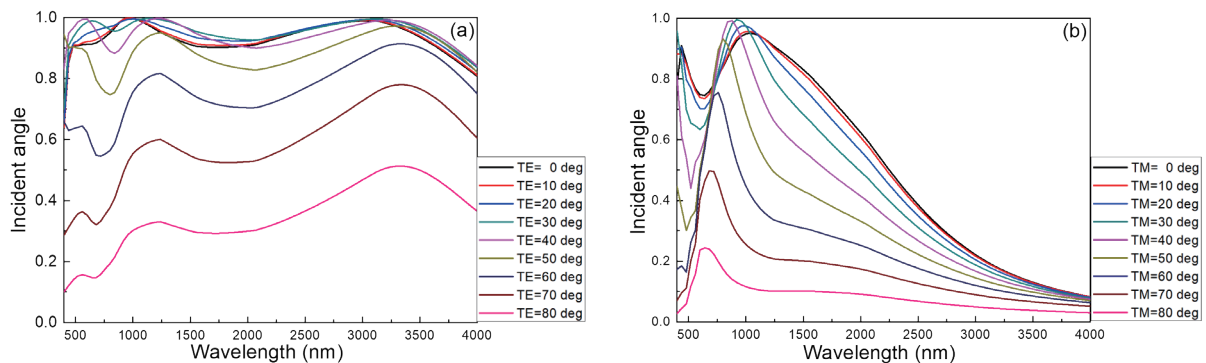 (a)
Incident angle
1.0
0.8
0.6
0.4
0.2
0.0
500 1000 1500 2000 2500 3000 3500 4000
Wavelength (nm)
TE= 0 deg
TE=10 deg
TE=20 deg
TE=30 deg
TE=40 deg
TE=50 deg
TE=60 deg
TE=70 deg
TE=80 deg
(b)
Incident angle
1.0
0.8
0.6
0.4
0.2
0.0
500 1000 1500 2000 2500 3000 3500 4000
Wavelength (nm)
TM= 0 deg
TM=10 deg
TM=20 deg
TM=30 deg
TM=40 deg
TM=50 deg
TM=60 deg
TM=70 deg
TM=80 deg